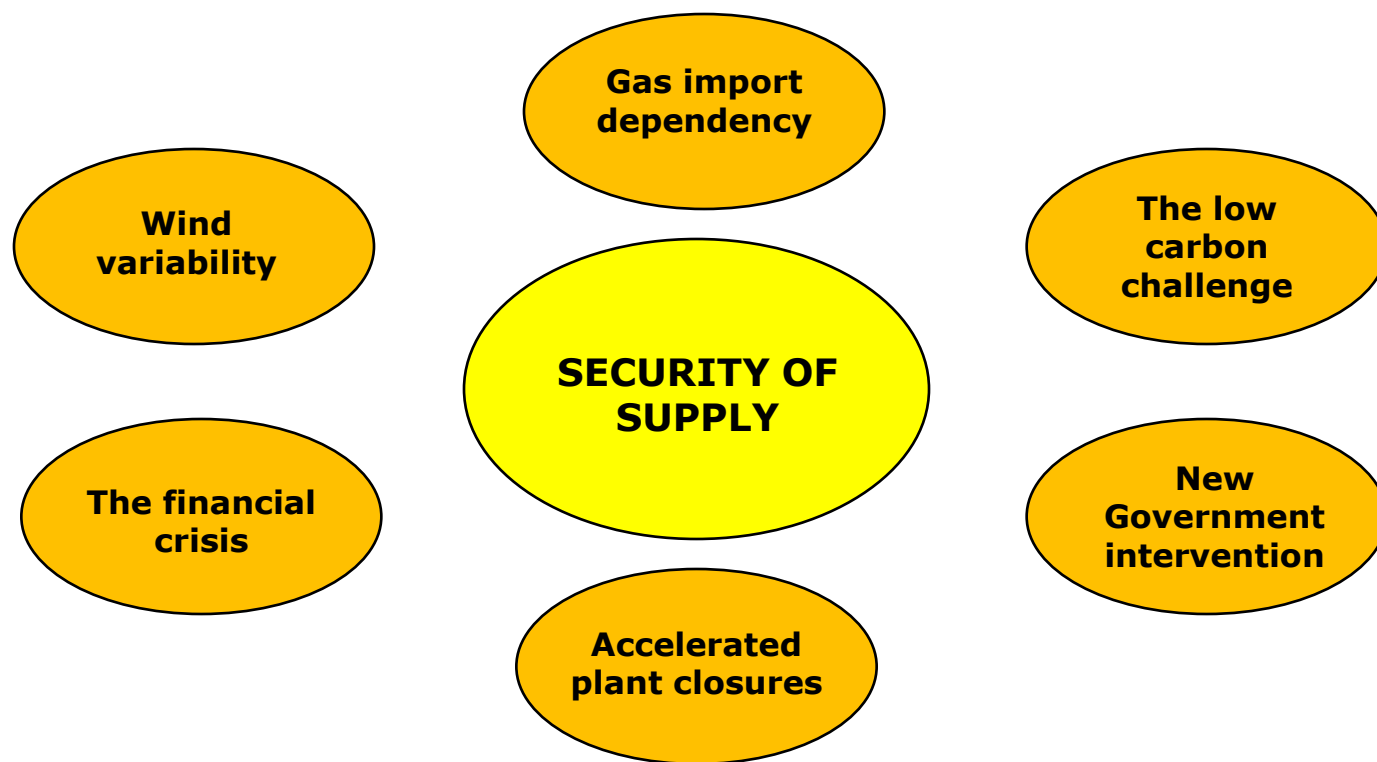 Gas import
dependency
Wind
variability
The low
carbon
challenge
SECURITY OF
SUPPLY
The financial
crisis
New
Government
intervention
Accelerated
plant closures